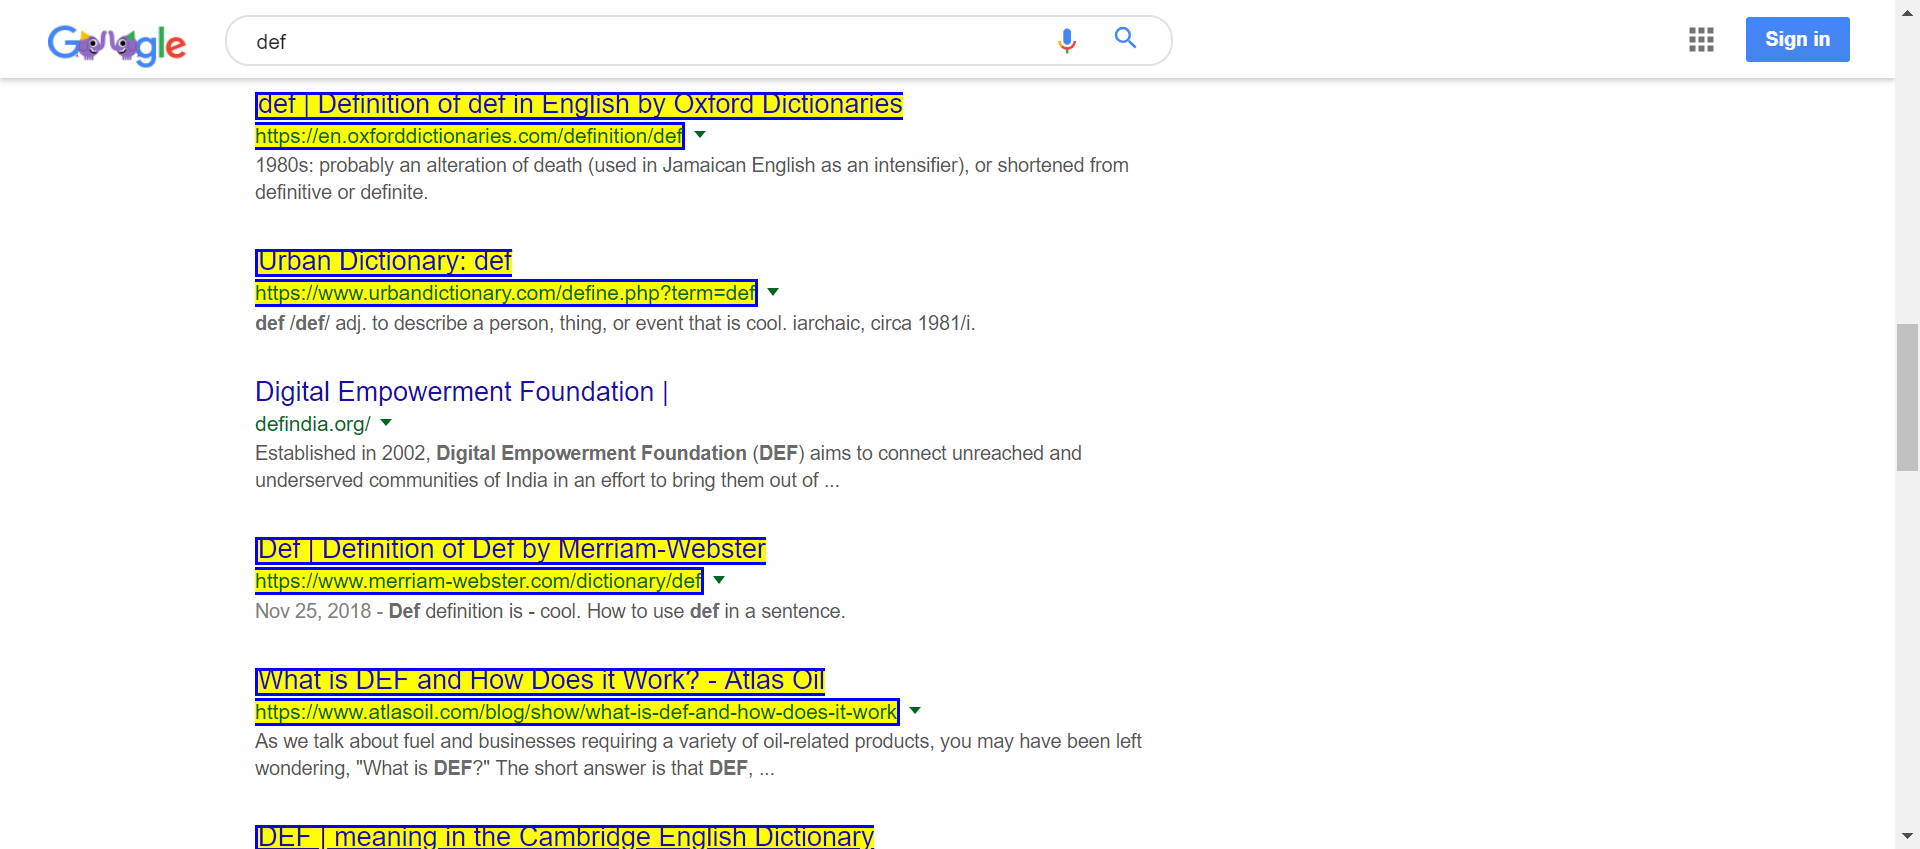 Google
def
Sign in
def | Definition of def in English by Oxford Dictionaries
https://en.oxforddictionaries.com/definition/def
1980s: probably an alteration of death (used in Jamaican English as an intensifier), or shortened from
definitive or definite.
Urban Dictionary: def
https://www.urbandictionary.com/define.php?term=def
def /def/ adj. to describe a person, thing, or event that is cool. iarchaic, circa 1981/i.
Digital Empowerment Foundation |
defindia.org/
Established in 2002, Digital Empowerment Foundation (DEF) aims to connect unreached and
underserved communities of India in an effort to bring them out of ...
Def | Definition of Def by Merriam-Webster
https://www.merriam-webster.com/dictionary/def
Nov 25, 2018 - Def definition is - cool. How to use def in a sentence.
What is DEF and How Does it Work? - Atlas Oil
https://www.atlasoil.com/blog/show/what-is-def-and-how-does-it-work
As we talk about fuel and businesses requiring a variety of oil-related products, you may have been left
wondering, "What is DEF?" The short answer is that DEF, ...
DEF | meaning in the Cambridge English Dictionary